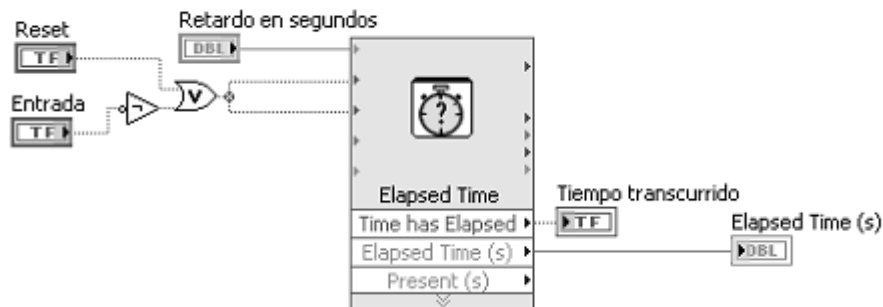 Retardo en segundos
Reset
DBL
TF
V
Entrada
TF
?
Elapsed Time
Tiempo transcurrido
Time has Elapsed
TF
Elapsed Time (s)
Elapsed Time (s)
DBL
Present (s)